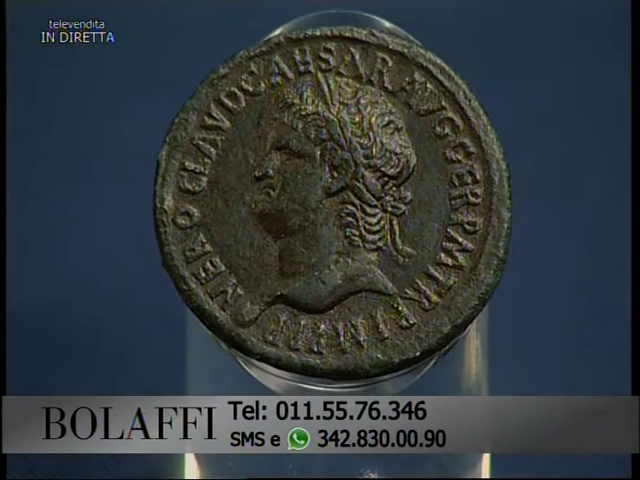 televendita
IN DIRETTA
NERO CLAVD CAESAR AVG GER P M TR P IMP P P
BOLAFFI
Tel: 011.55.76.346
SMS e 342.830.00.90